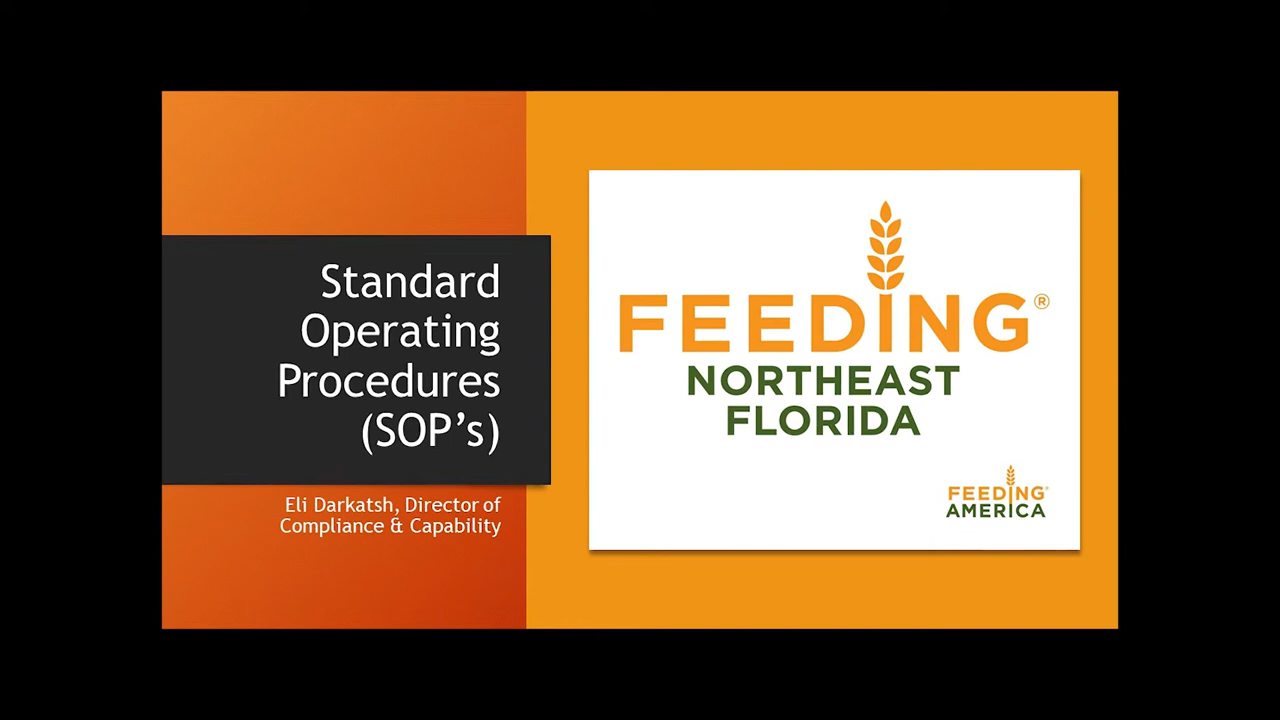 Standard
Operating
Procedures
(SOP’s)
Eli Darkatsh, Director of
Compliance & Capability
FEEDING®
NORTHEAST
FLORIDA
FEEDING®
AMERICA